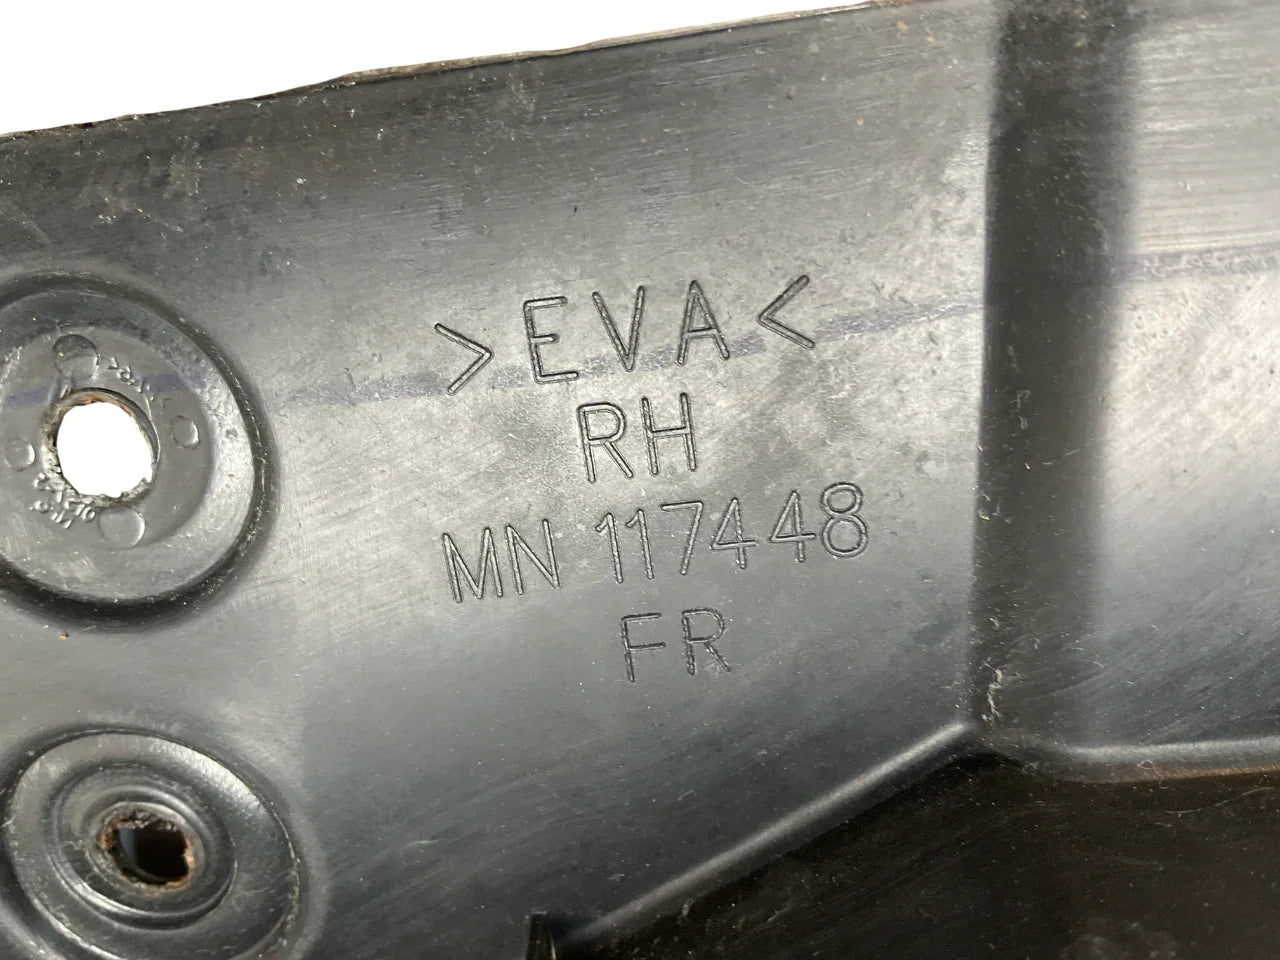 >EVA<
RH
MN 117448
FR